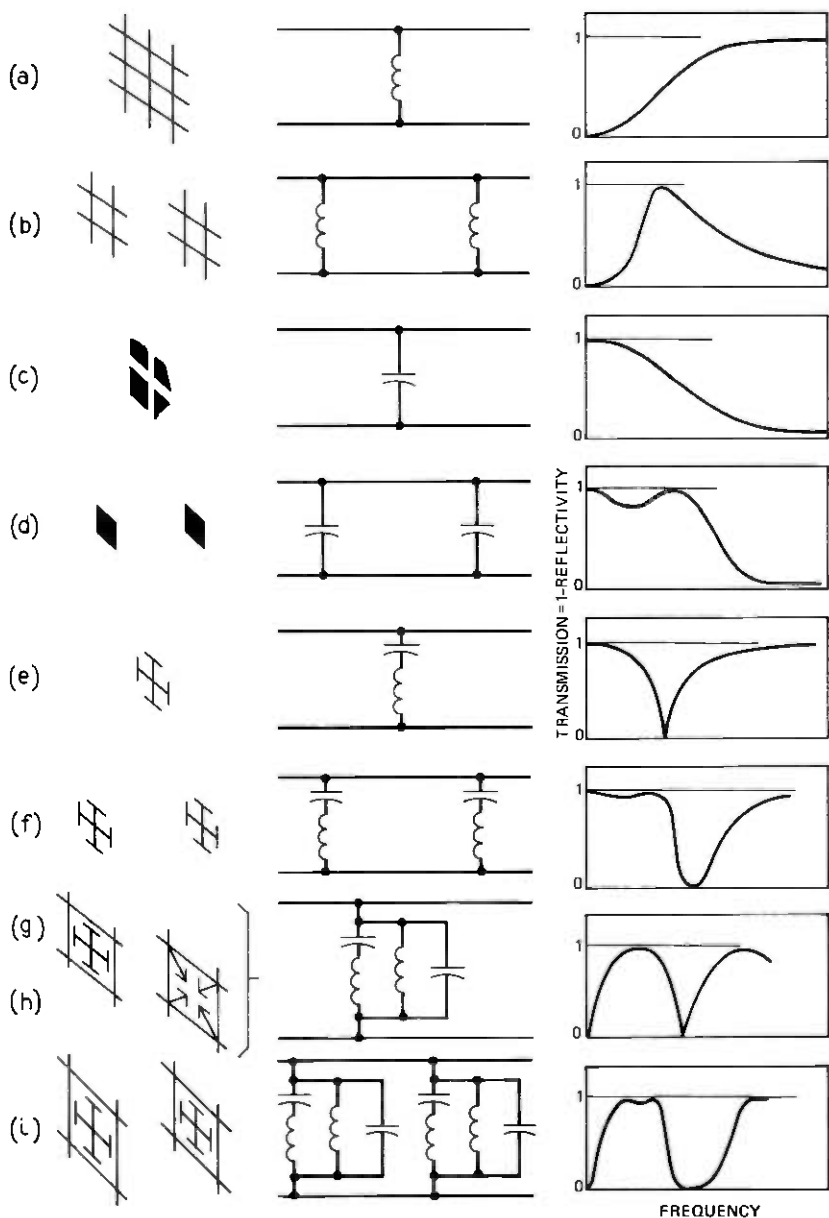 (a)
1
0
(b)
1
0
(c)
1
0
(d)
1
0
TRANSMISSION = 1-REFLECTIVITY
(e)
1
0
(f)
1
0
(g)
1
(h)
0
(i)
1
0
FREQUENCY